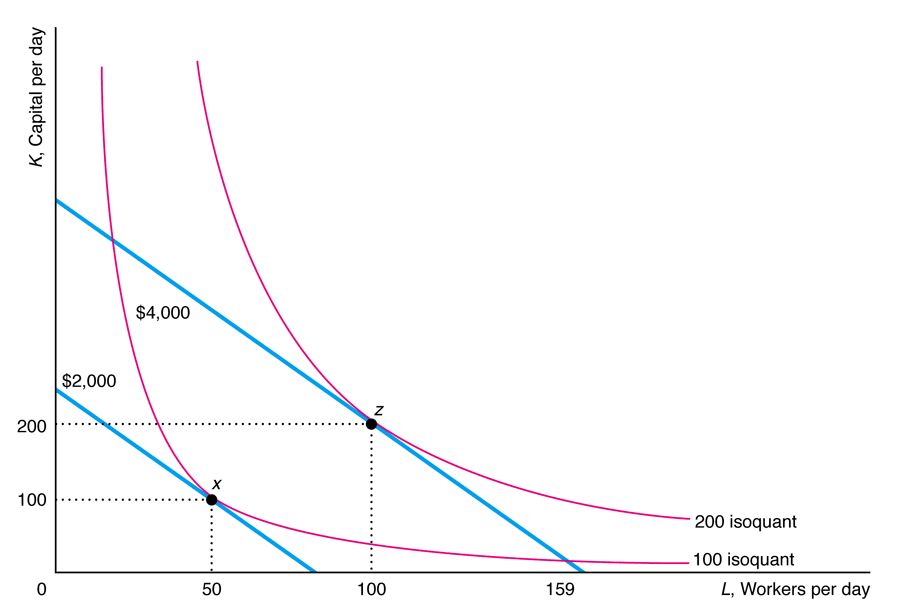 K, Capital per day
$4,000
$2,000
z
200
x
100
200 isoquant
100 isoquant
0
50
100
159
L, Workers per day